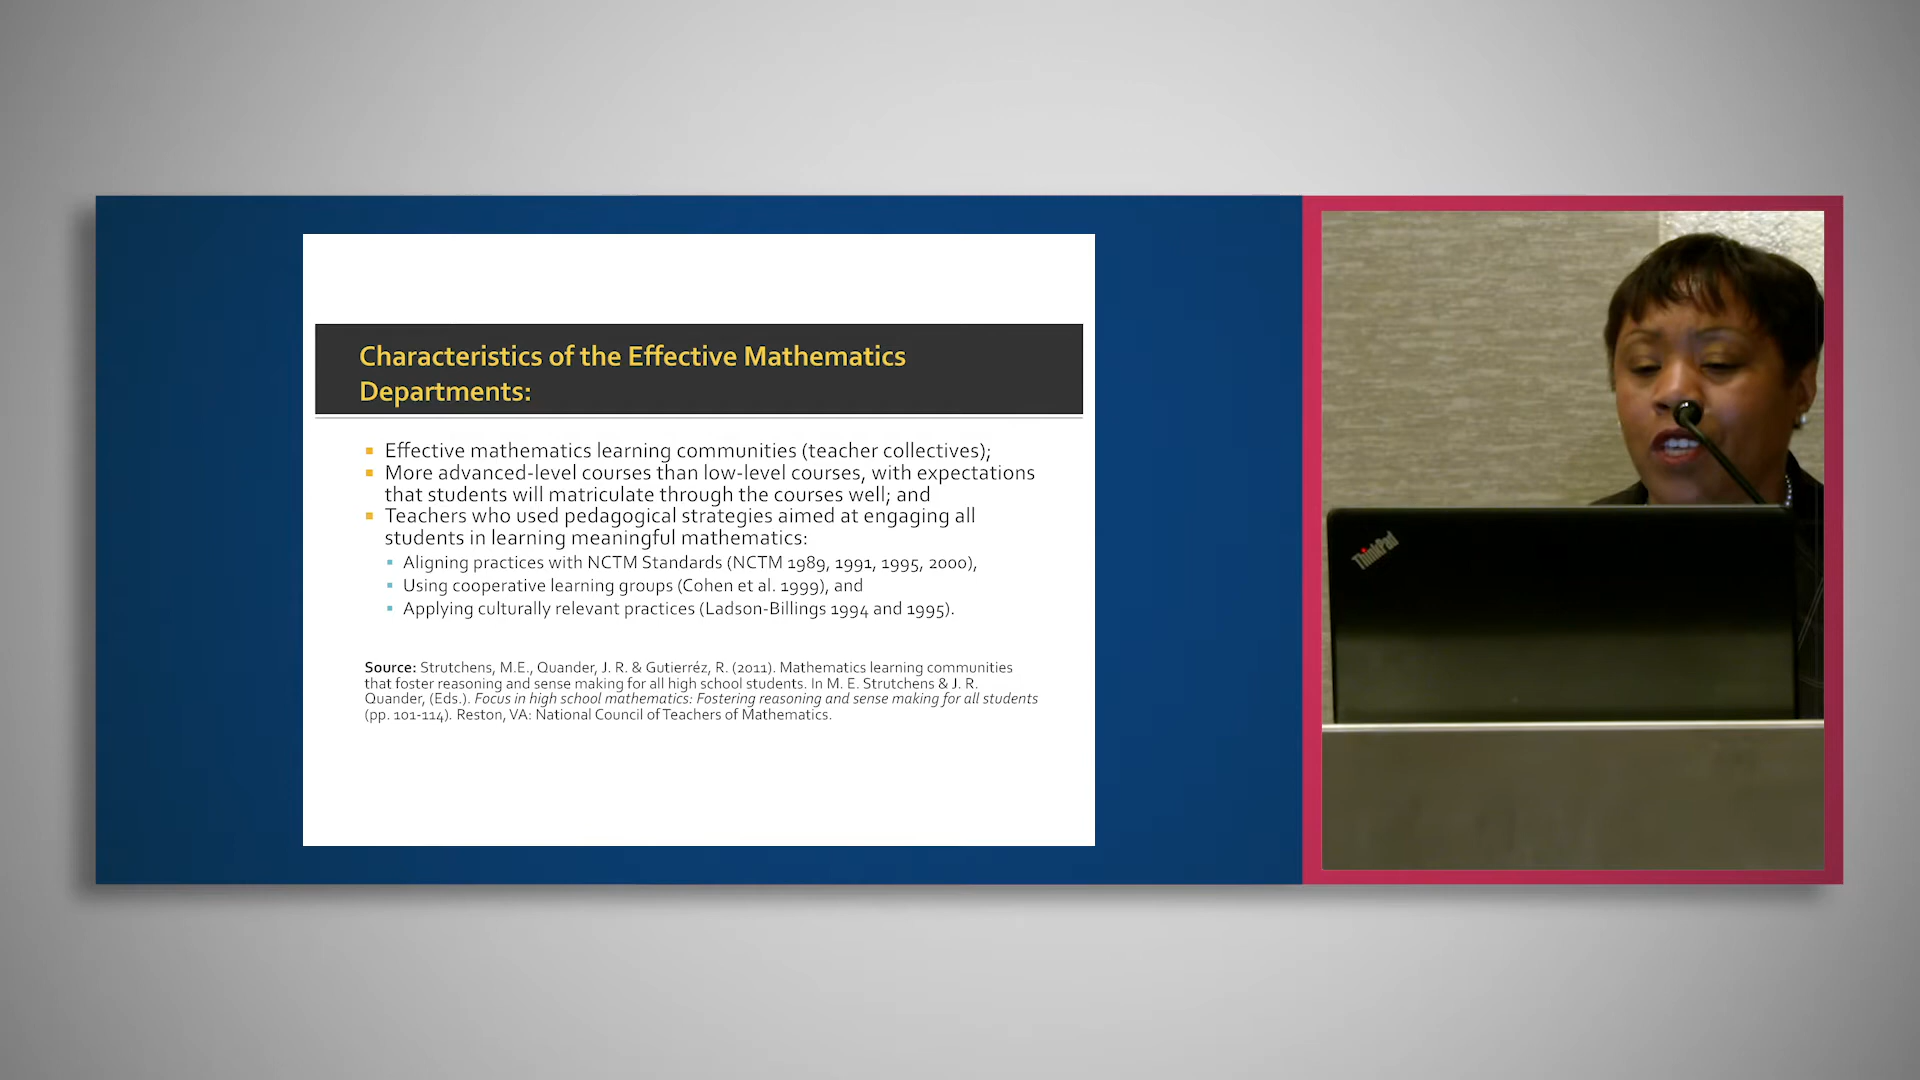 Characteristics of the Effective Mathematics
Departments:
Effective mathematics learning communities (teacher collectives);
More advanced-level courses than low-level courses, with expectations
that students will matriculate through the courses well; and
Teachers who used pedagogical strategies aimed at engaging all
students in learning meaningful mathematics:
Aligning practices with NCTM Standards (NCTM 1989, 1991, 1995, 2000),
Using cooperative learning groups (Cohen et al. 1999), and
Applying culturally relevant practices (Ladson-Billings 1994 and 1995).
Source: Strutchens, M.E., Quander, J. R. & Gutierréz, R. (2011). Mathematics learning communities
that foster reasoning and sense making for all high school students. In M. E. Strutchens & J. R.
Quander, (Eds.). Focus in high school mathematics: Fostering reasoning and sense making for all students
(pp. 101-114). Reston, VA: National Council of Teachers of Mathematics.
ThinkPad